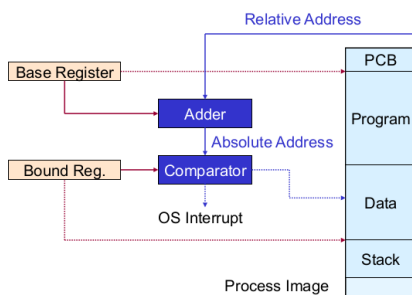 Relative Address
PCB
Base Register
Program
Adder
Absolute Address
Bound Reg.
Comparator
Data
OS Interrupt
Stack
Process Image